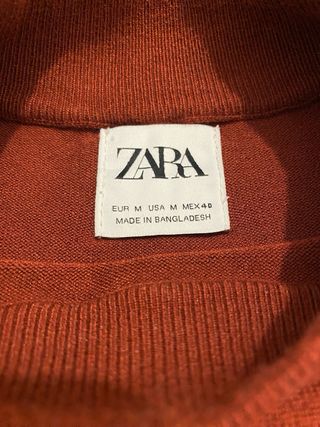 ZARA
EUR M USA M MEX 40
MADE IN BANGLADESH